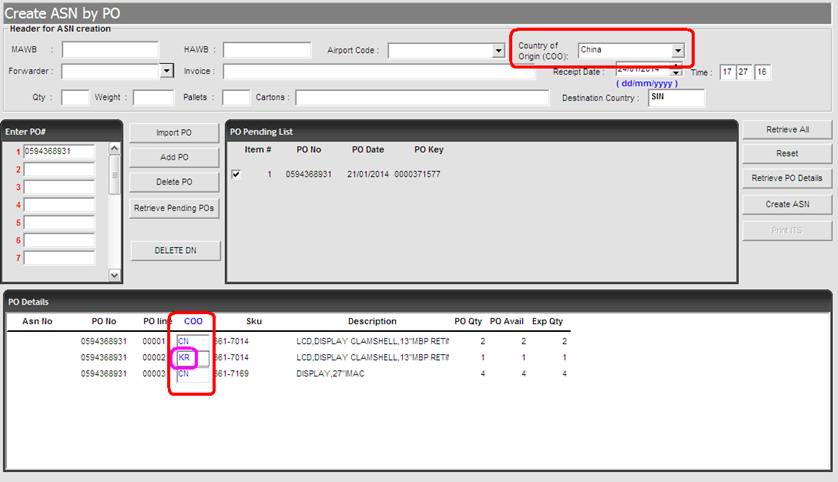 Create ASN by PO
Header for ASN creation
MAWB : HAWB : Airport Code : Country of Origin (COO): China
Forwarder : Invoice : Receipt Date : 24/01/2014 Time : 17 27 16
( dd/mm/yyyy )
Qty : Weight : Pallets : Cartons : Destination Country : SIN
Enter PO#
1 0594368931
2
3
4
5
6
7
Import PO
Add PO
Delete PO
Retrieve Pending POs
DELETE DN
PO Pending List
Item # PO No PO Date PO Key
1 0594368931 21/01/2014 0000371577
Retrieve All
Reset
Retrieve PO Details
Create ASN
Print ITS
PO Details
Asn No PO No PO line COO Sku Description PO Qty PO Avail Exp Qty
0594368931 00001 CN 661-7014 LCD,DISPLAY CLAMSHELL,13"MBP RETI 2 2 2
0594368931 00002 KR 661-7014 LCD,DISPLAY CLAMSHELL,13"MBP RETI 1 1 1
0594368931 00003 CN 661-7169 DISPLAY,27"IMAC 4 4 4